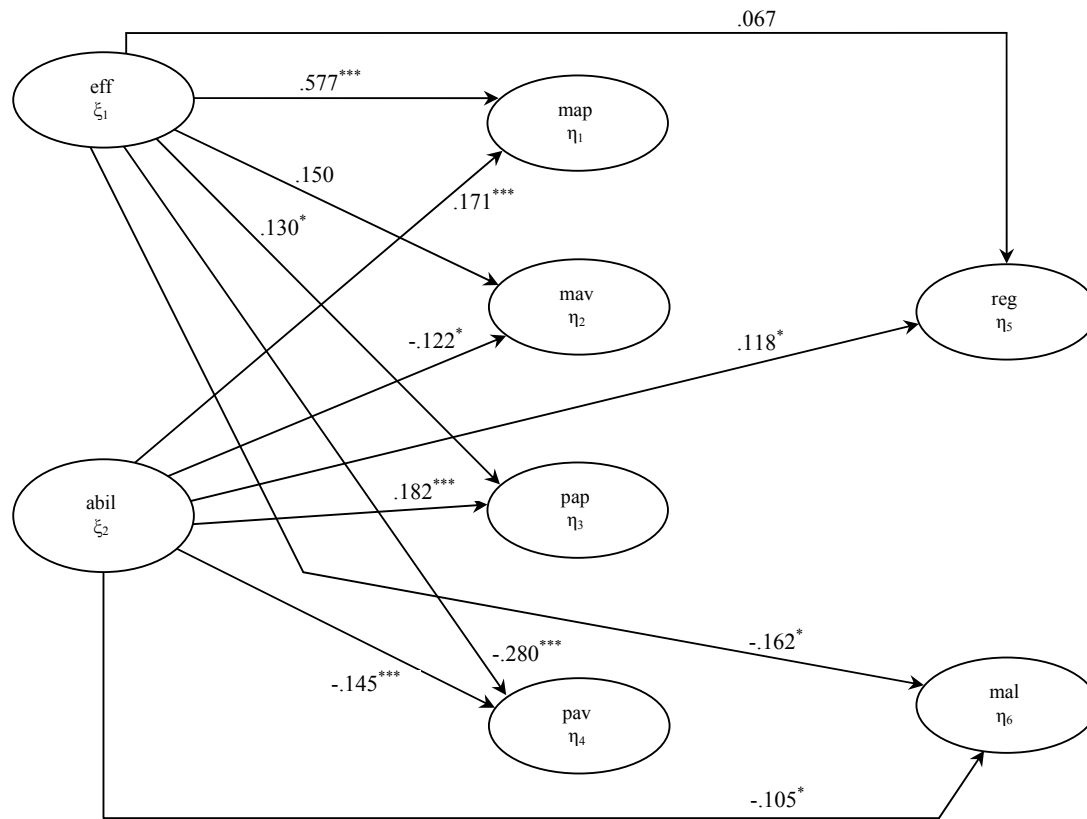 .067
eff
ξ1
.577***
map
η1
.150
.171***
.130*
mav
η2
reg
η5
-.122*
.118*
abil
ξ2
.182***
pap
η3
-.162*
-.280***
-.145***
pav
η4
mal
η6
-.105*